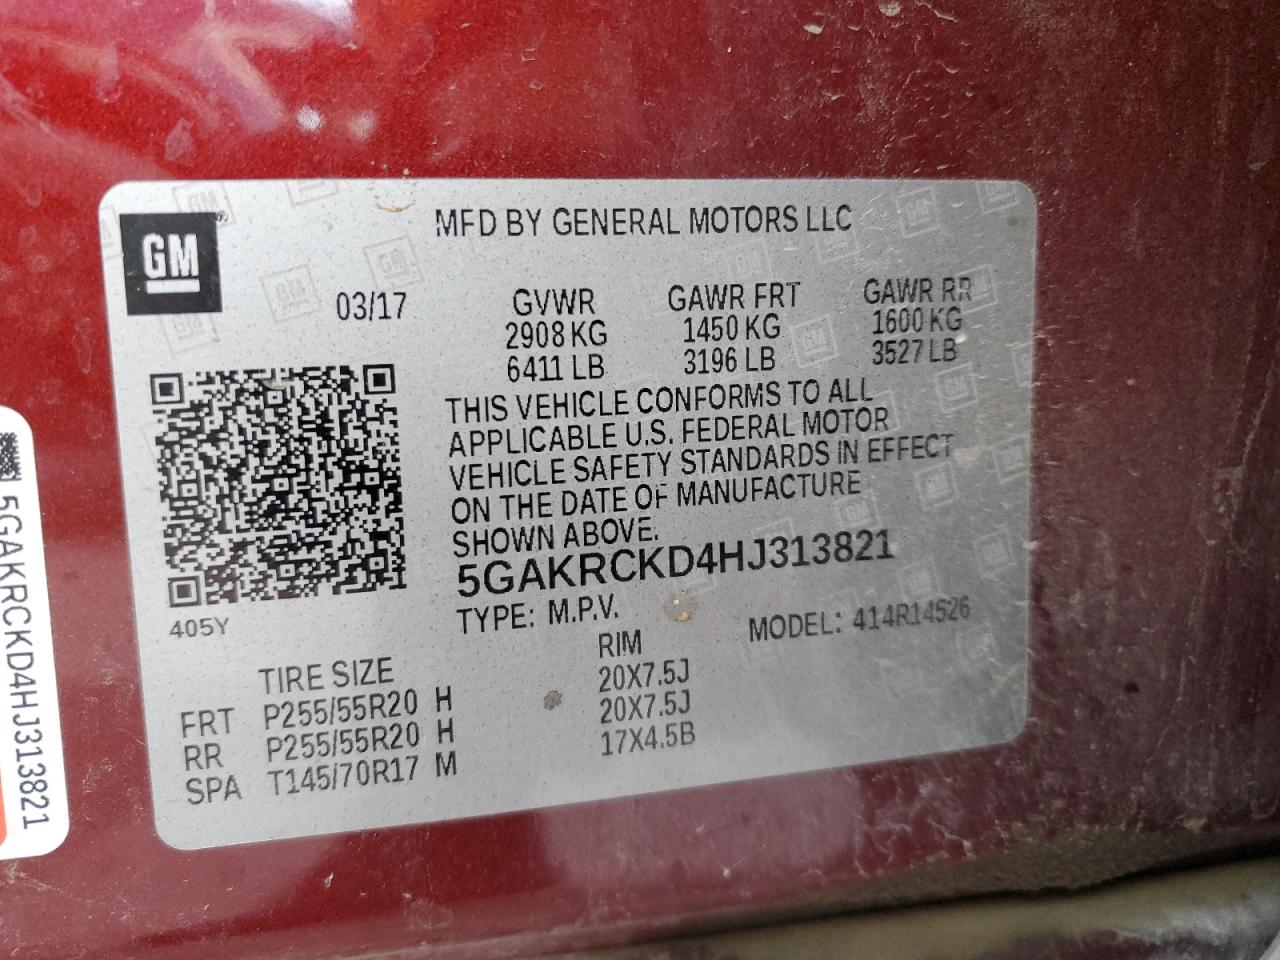 GM®
MFD BY GENERAL MOTORS LLC
03/17
GVWR GAWR FRT GAWR RR
2908 KG 1450 KG 1600 KG
6411 LB 3196 LB 3527 LB
THIS VEHICLE CONFORMS TO ALL
APPLICABLE U.S. FEDERAL MOTOR
VEHICLE SAFETY STANDARDS IN EFFECT
ON THE DATE OF MANUFACTURE
SHOWN ABOVE.
5GAKRCKD4HJ313821
405Y
TYPE: M.P.V. MODEL: 414R14526
TIRE SIZE RIM
FRT P255/55R20 H 20X7.5J
RR P255/55R20 H 20X7.5J
SPA T145/70R17 M 17X4.5B
5GAKRCKD4HJ313821